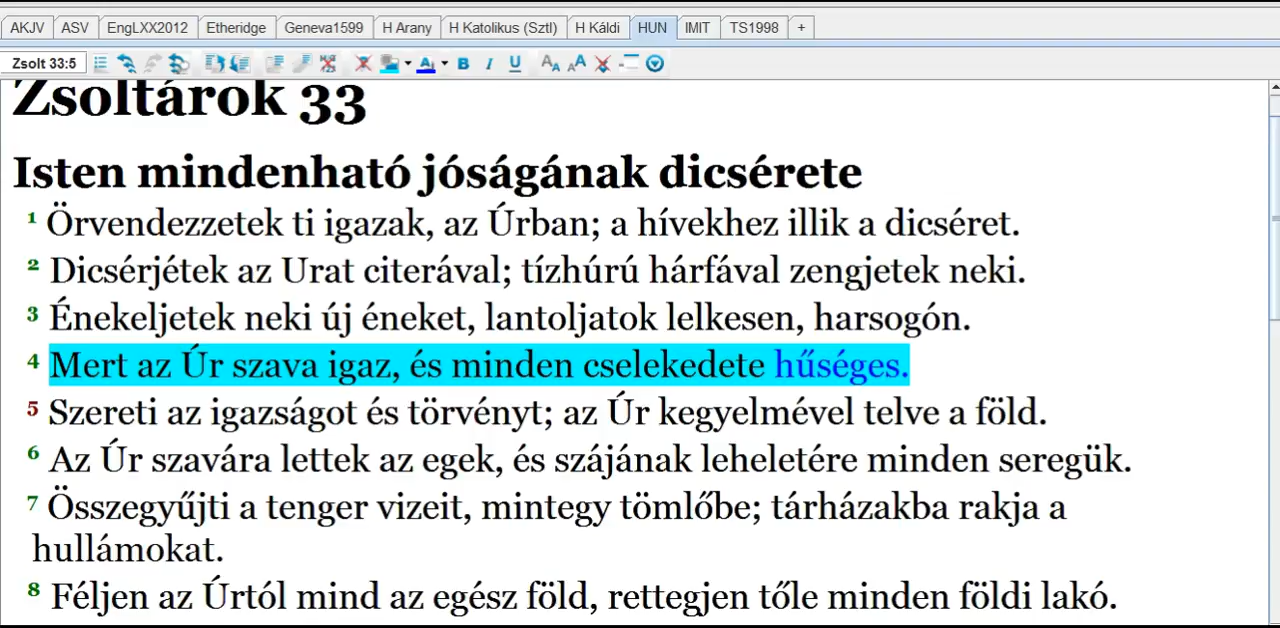 AKJV ASV EngLXX2012 Etheridge Geneva1599 H Arany H Katolikus (Sztl) H Káldi HUN IMIT TS1998 +
Zsolt 33:5
Zsoltárok 33
Isten mindenható jóságának dicsérete
1 Örvendezzetek ti igazak, az Úrban; a hívekhez illik a dicséret.
2 Dicsérjétek az Urat citerával; tízhúrú hárfával zengjetek neki.
3 Énekeljetek neki új éneket, lantoljatok lelkesen, harsogón.
4 Mert az Úr szava igaz, és minden cselekedete hűséges.
5 Szereti az igazságot és törvényt; az Úr kegyelmével telve a föld.
6 Az Úr szavára lettek az egek, és szájának leheletére minden seregük.
7 Összegyűjti a tenger vizeit, mintegy tömlőbe; tárházakba rakja a
hullámokat.
8 Féljen az Úrtól mind az egész föld, rettegjen tőle minden földi lakó.